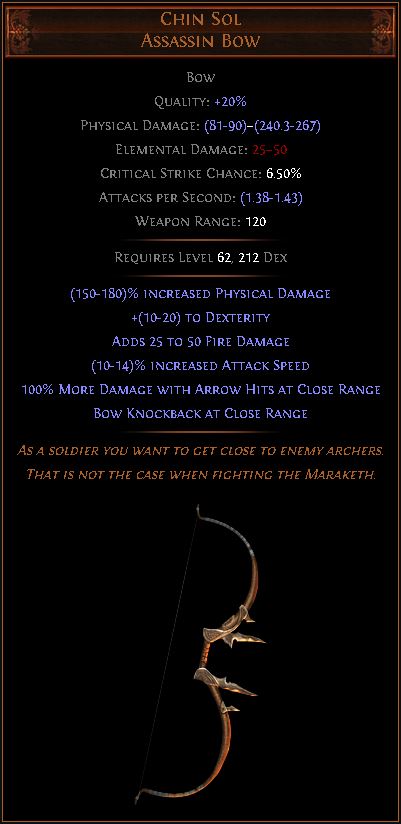 Chin Sol
Assassin Bow
Bow
Quality: +20%
Physical Damage: (81-90)–(240.3-267)
Elemental Damage: 25–50
Critical Strike Chance: 6.50%
Attacks per Second: (1.38-1.43)
Weapon Range: 120
Requires Level 62, 212 Dex
(150-180)% increased Physical Damage
+(10-20) to Dexterity
Adds 25 to 50 Fire Damage
(10-14)% increased Attack Speed
100% More Damage with Arrow Hits at Close Range
Bow Knockback at Close Range
As a soldier you want to get close to enemy archers.
That is not the case when fighting the Maraketh.